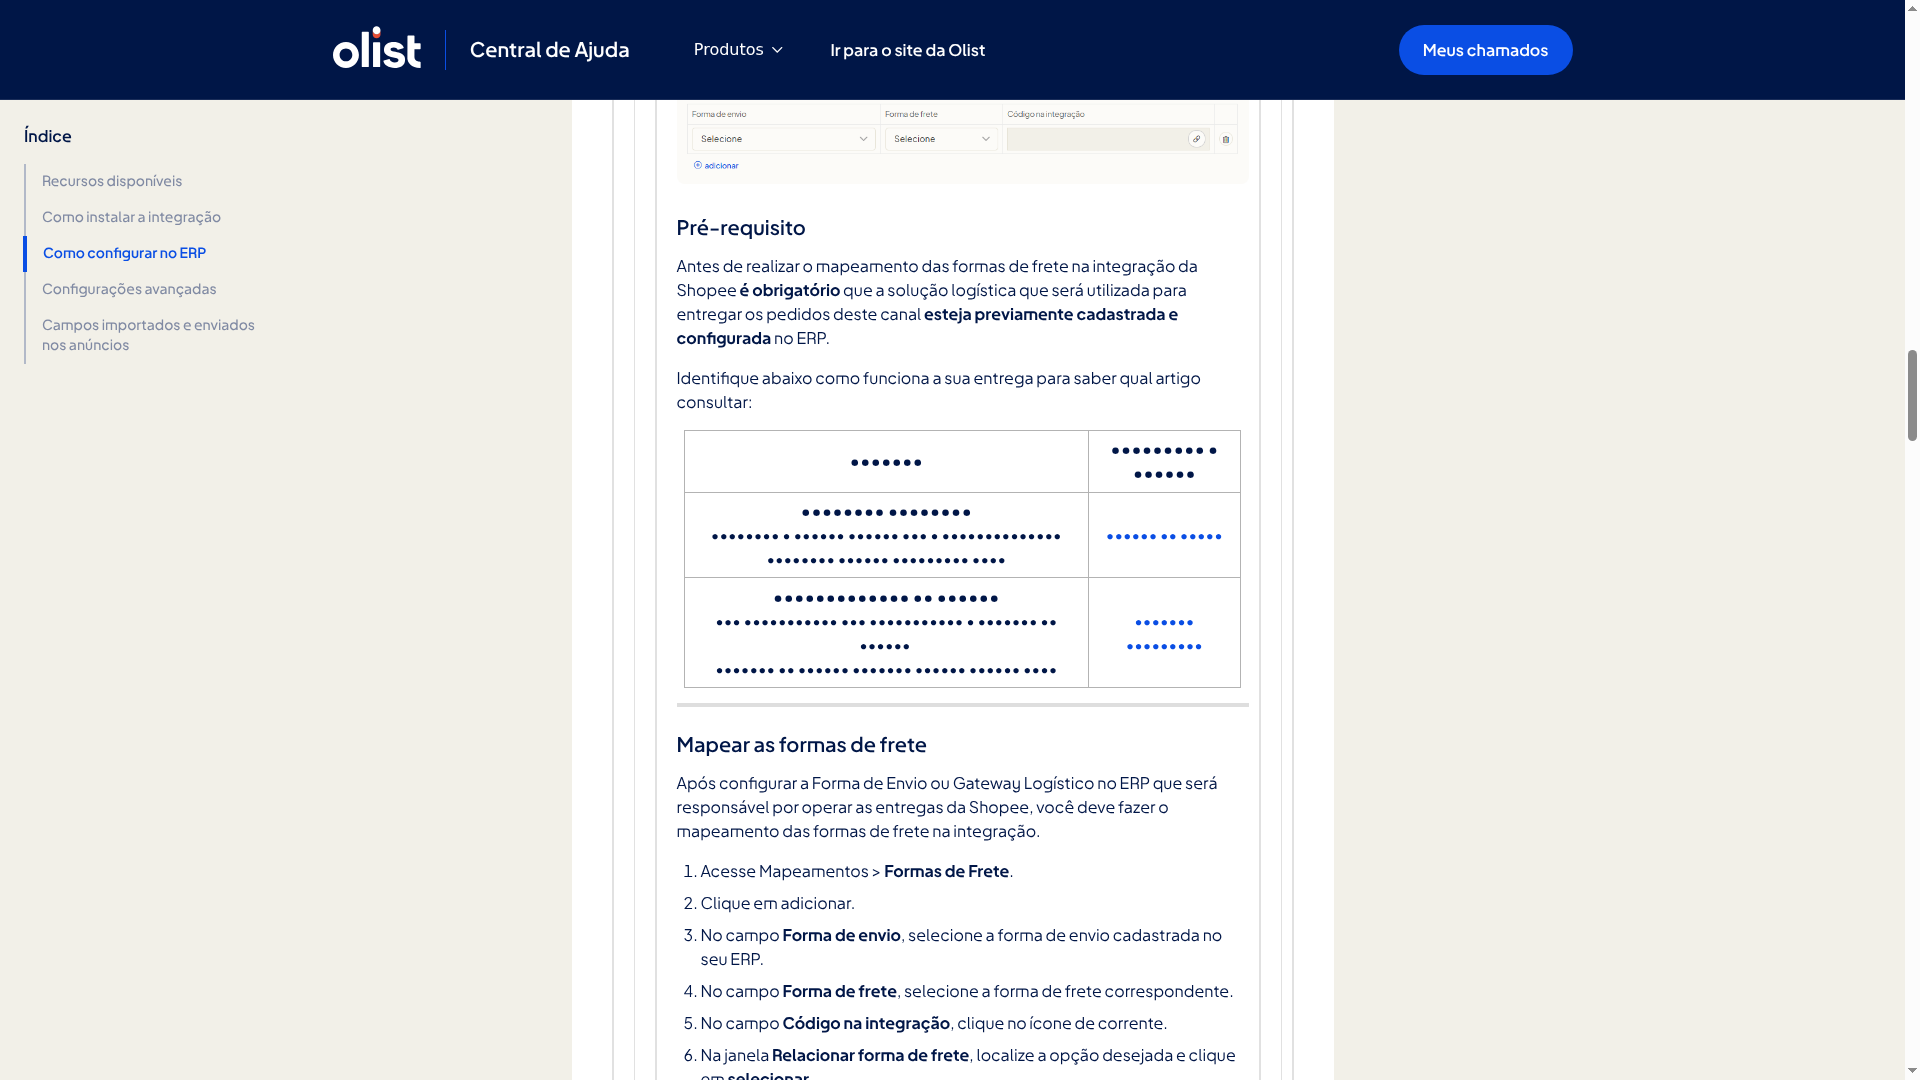 olist
Central de Ajuda
Produtos
Ir para o site da Olist
Meus chamados
Índice
Recursos disponíveis
Como instalar a integração
Como configurar no ERP
Configurações avançadas
Campos importados e enviados
nos anúncios
Forma de envio
Forma de frete
Código na integração
Selecione
Selecione
adicionar
Pré-requisito
Antes de realizar o mapeamento das formas de frete na integração da
Shopee é obrigatório que a solução logística que será utilizada para
entregar os pedidos deste canal esteja previamente cadastrada e
configurada no ERP.
Identifique abaixo como funciona a sua entrega para saber qual artigo
consultar:
Mapear as formas de frete
Após configurar a Forma de Envio ou Gateway Logístico no ERP que será
responsável por operar as entregas da Shopee, você deve fazer o
mapeamento das formas de frete na integração.
1. Acesse Mapeamentos > Formas de Frete.
2. Clique em adicionar.
3. No campo Forma de envio, selecione a forma de envio cadastrada no
seu ERP.
4. No campo Forma de frete, selecione a forma de frete correspondente.
5. No campo Código na integração, clique no ícone de corrente.
6. Na janela Relacionar forma de frete, localize a opção desejada e clique
em selecionar.